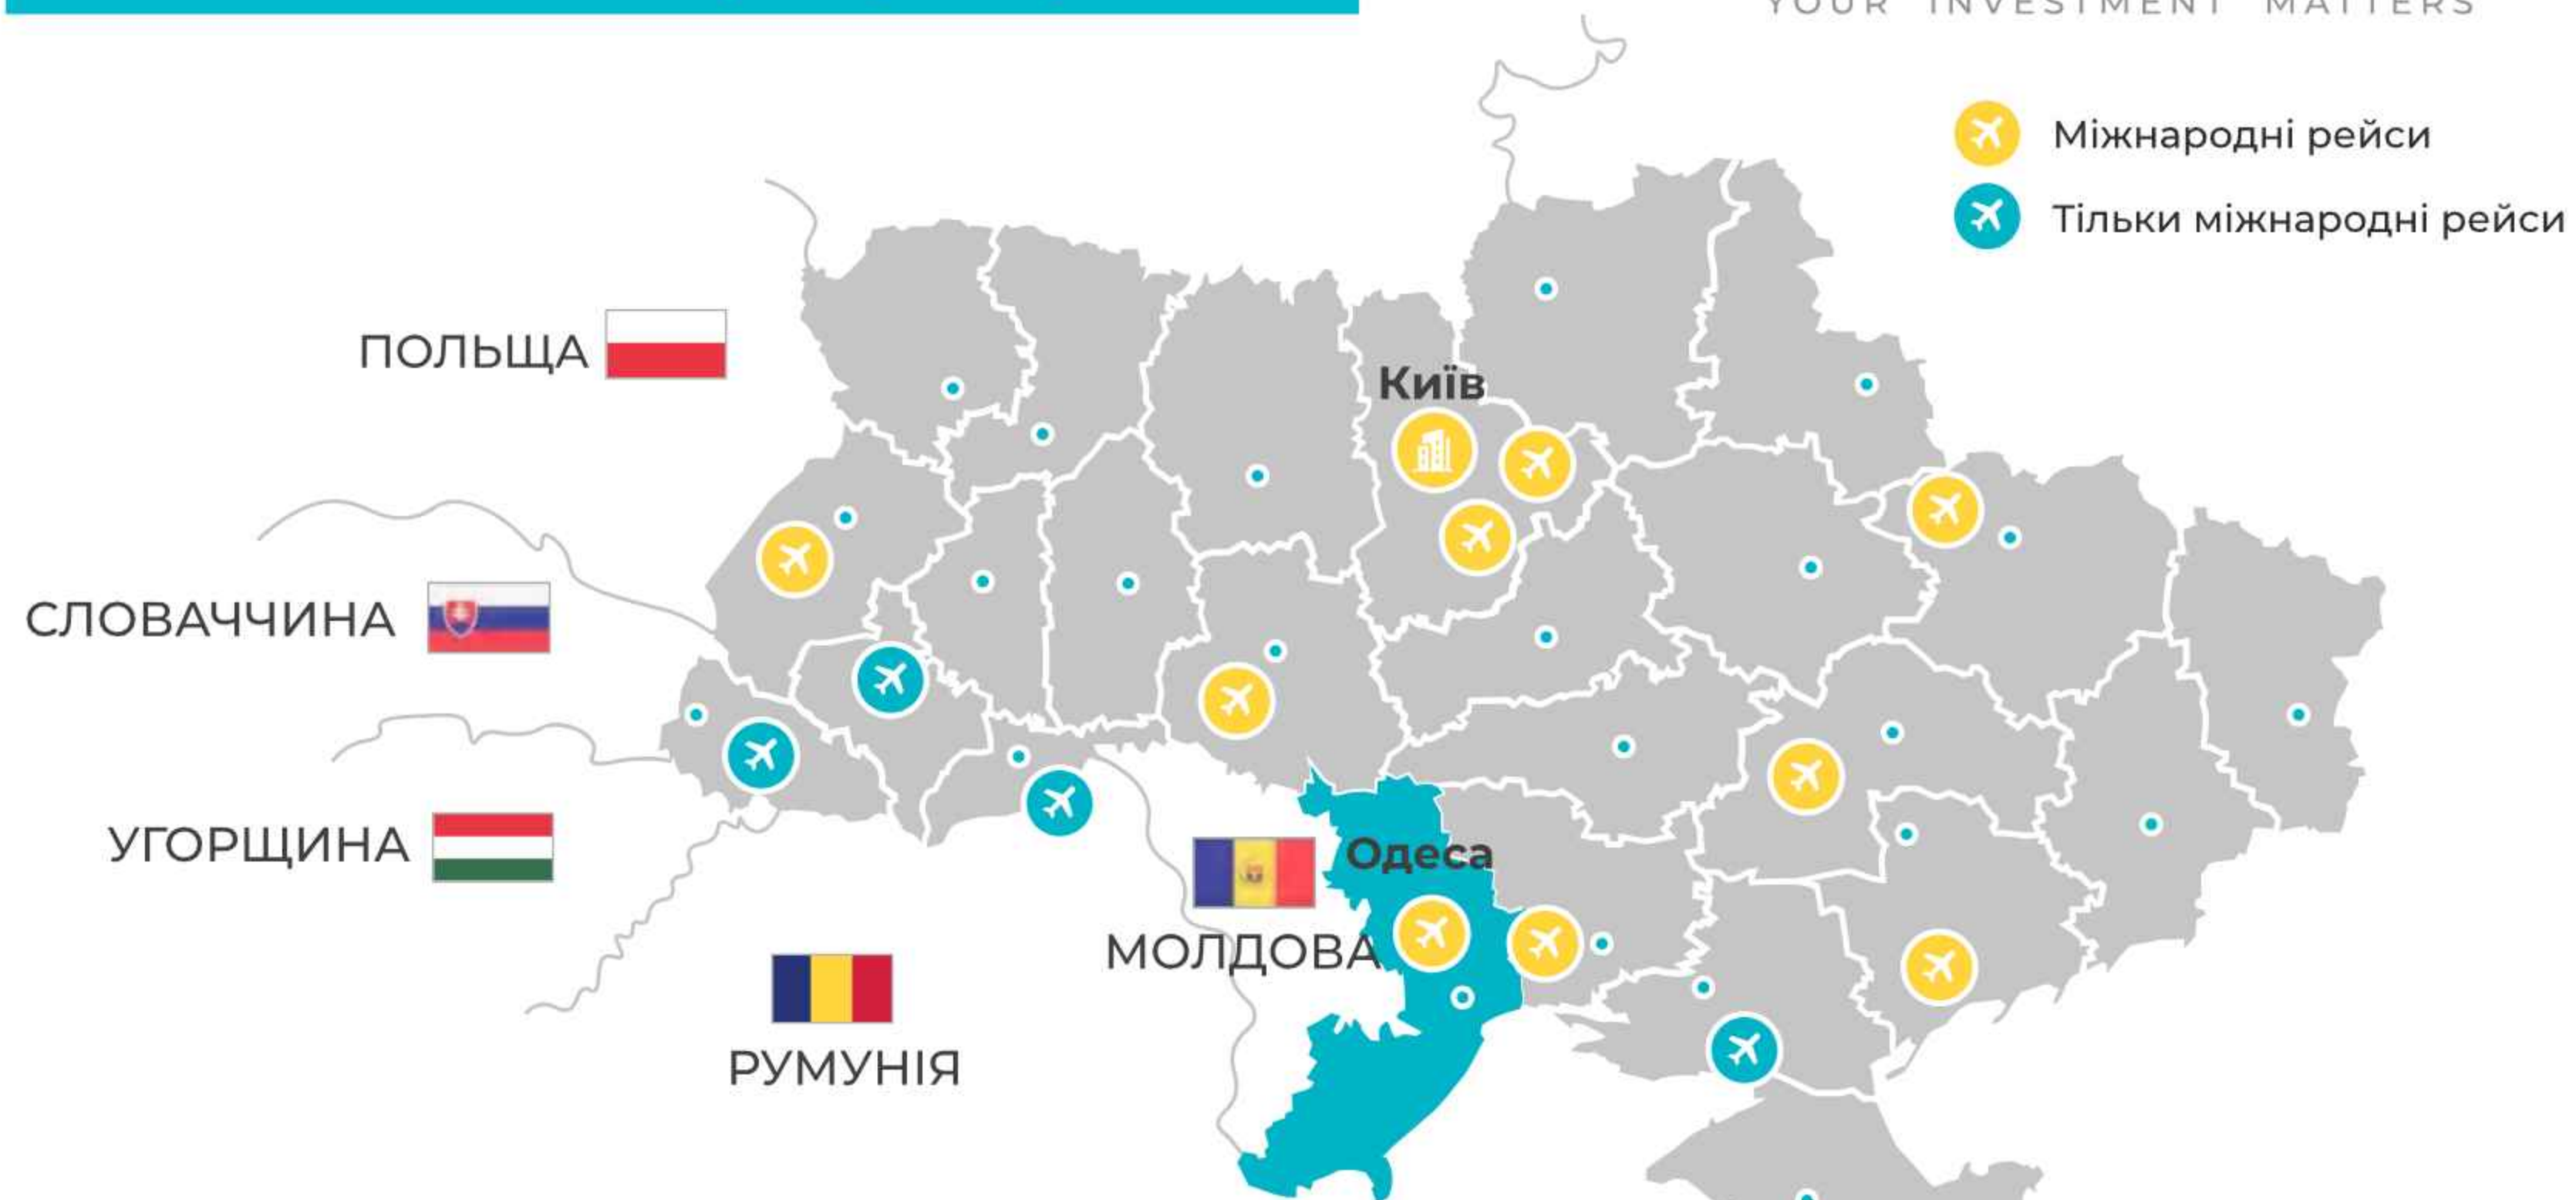 YOUR INVESTMENT MATTERS
Міжнародні рейси
Тільки міжнародні рейси
ПОЛЬЩА
Київ
СЛОВАЧЧИНА
УГОРЩИНА
Одеса
МОЛДОВА
РУМУНІЯ